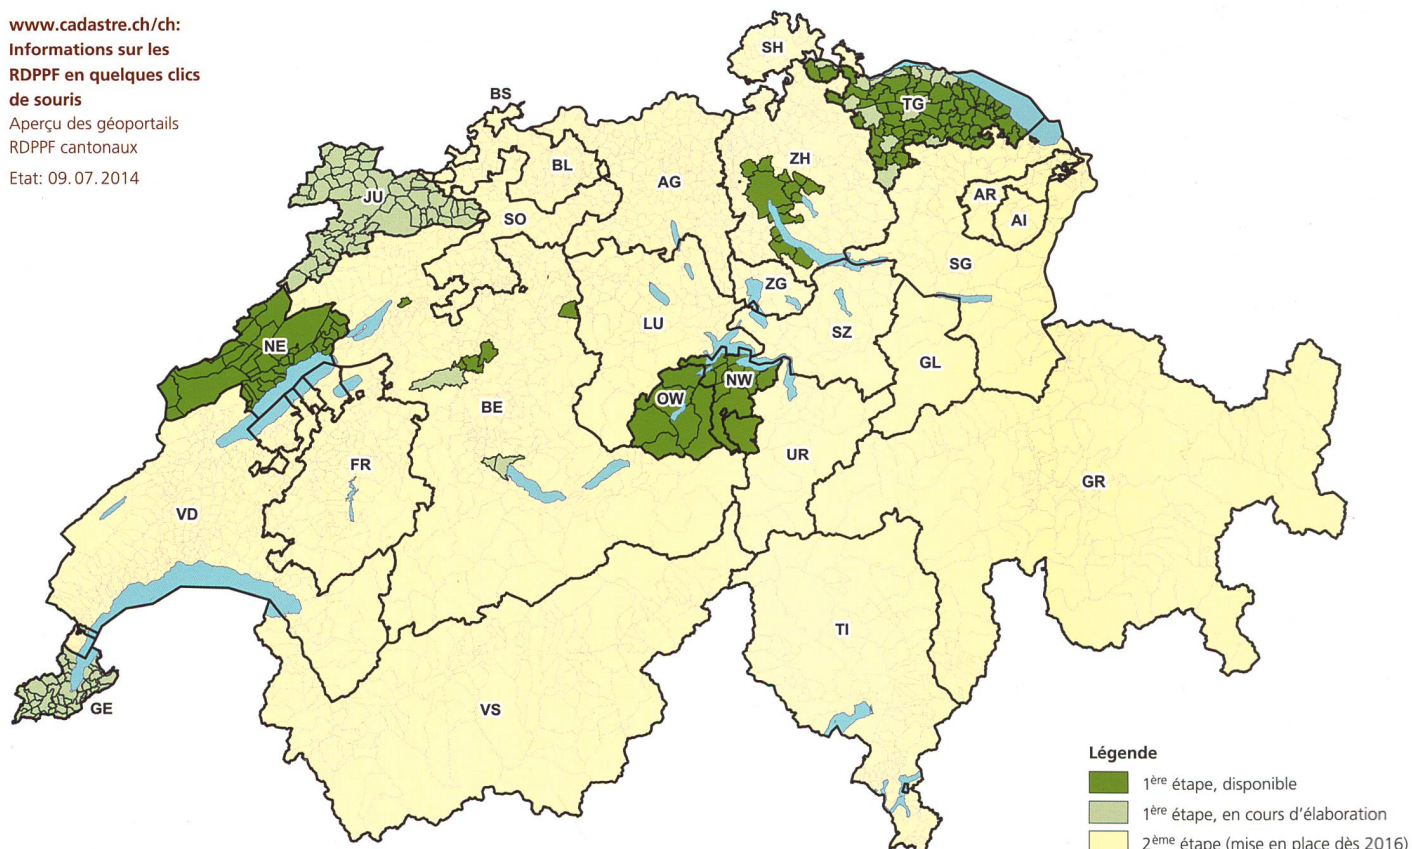 www.cadastre.ch/ch:
Informations sur les
RDPPF en quelques clics
de souris
Aperçu des géoportails
RDPPF cantonaux
Etat: 09.07.2014
SH
BS
TG
BL
ZH
AG
JU
AR
AI
SO
SG
ZG
LU
SZ
NE
GL
NW
OW
BE
UR
FR
GR
VD
TI
GE
VS
Légende
1ère étape, disponible
1ère étape, en cours d'élaboration
2ème étape (mise en place dès 2016)